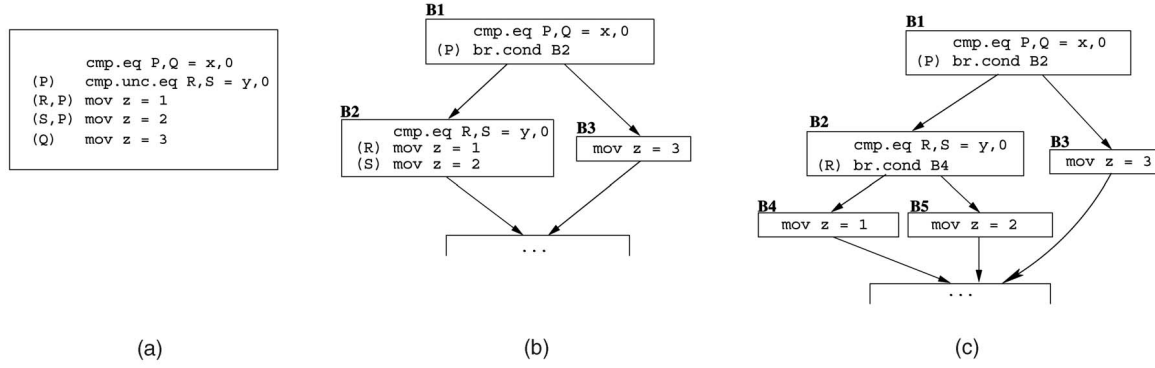 cmp.eq P,Q = x,0
(P) cmp.unc.eq R,S = y,0
(R,P) mov z = 1
(S,P) mov z = 2
(Q) mov z = 3
(a)
B1
cmp.eq P,Q = x,0
(P) br.cond B2
B2
cmp.eq R,S = y,0
(R) mov z = 1
(S) mov z = 2
B3
mov z = 3
...
(b)
B1
cmp.eq P,Q = x,0
(P) br.cond B2
B2
cmp.eq R,S = y,0
(R) br.cond B4
B3
mov z = 3
B4
mov z = 1
B5
mov z = 2
...
(c)